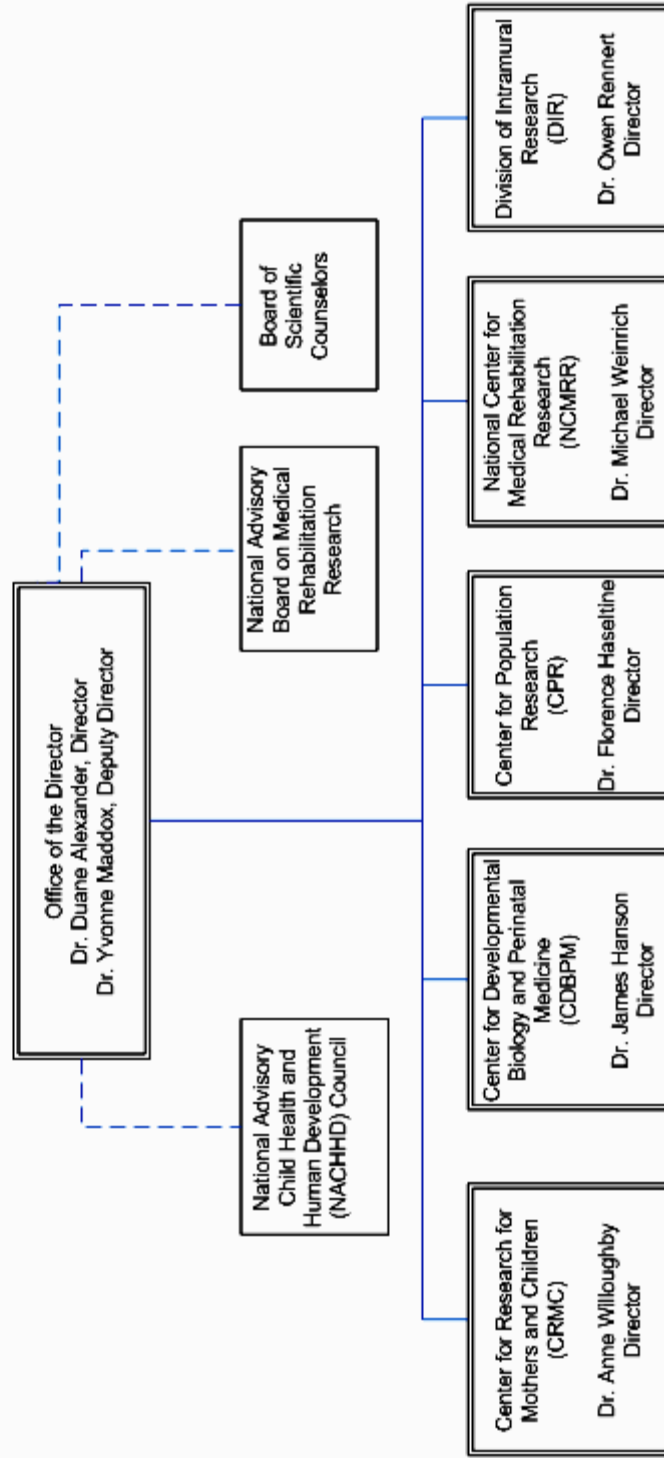 Office of the Director
Dr. Duane Alexander, Director
Dr. Yvonne Maddox, Deputy Director
National Advisory
Child Health and
Human Development
(NACHHD) Council
National Advisory
Board on Medical
Rehabilitation
Research
Board of
Scientific
Counselors
Center for Research for
Mothers and Children
(CRMC)
Dr. Anne Willoughby
Director
Center for Developmental
Biology and Perinatal
Medicine
(CDBPM)
Dr. James Hanson
Director
Center for Population
Research
(CPR)
Dr. Florence Haseltine
Director
National Center for
Medical Rehabilitation
Research
(NCMRR)
Dr. Michael Weinrich
Director
Division of Intramural
Research
(DIR)
Dr. Owen Rennert
Director